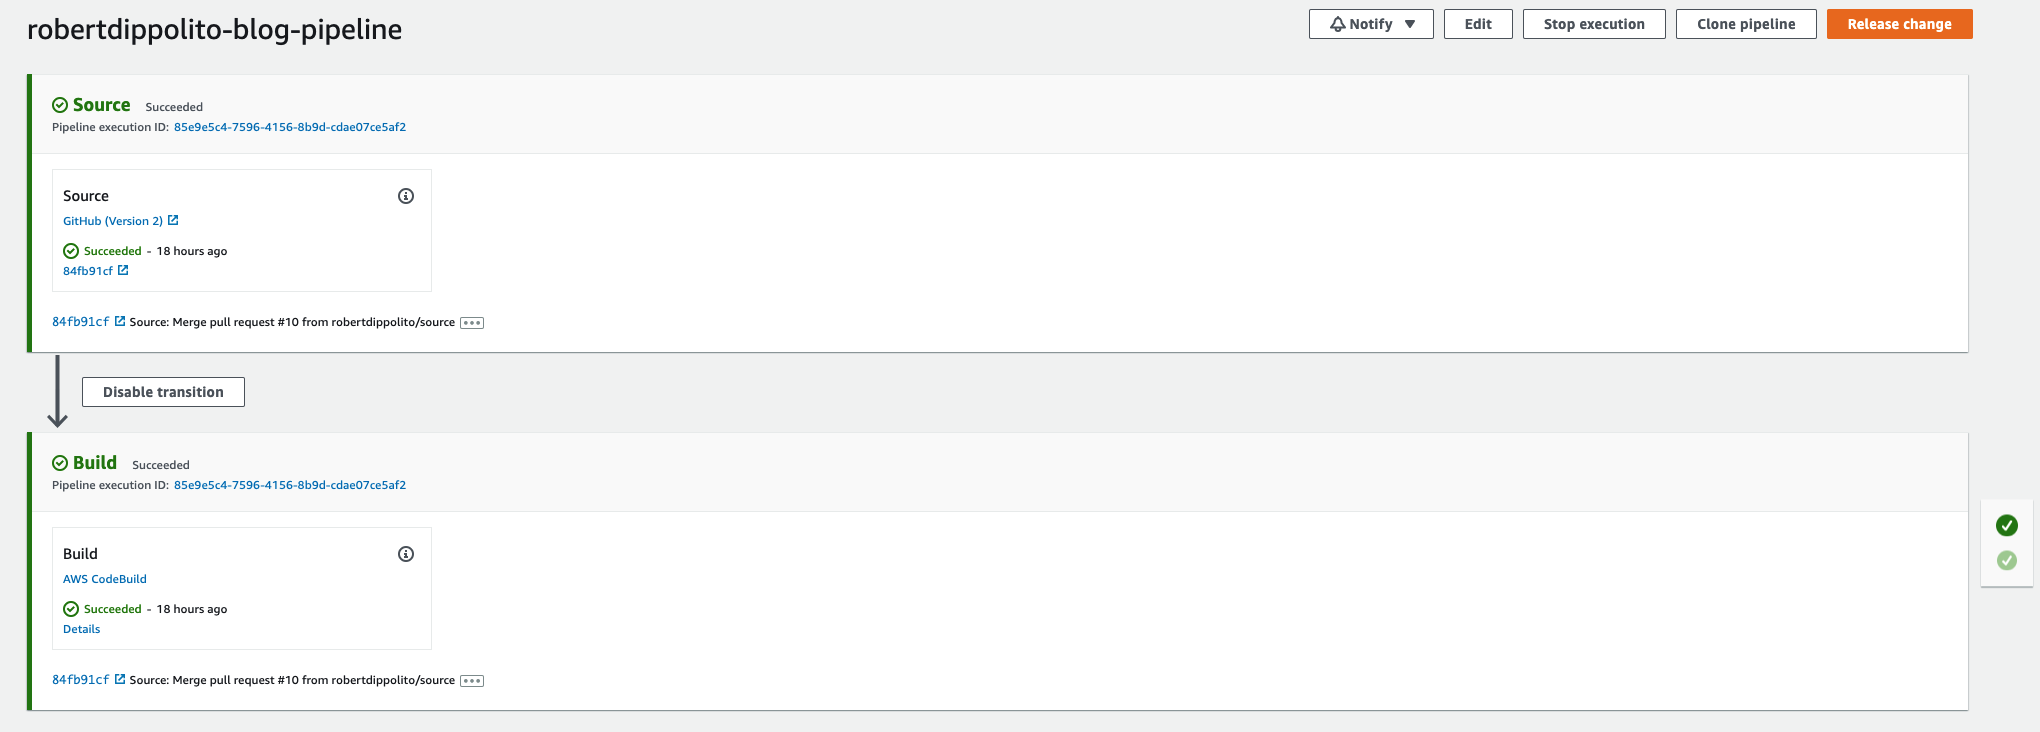 robertdippolito-blog-pipeline
Notify Edit Stop execution Clone pipeline Release change
Source Succeeded
Pipeline execution ID: 85e9e5c4-7596-4156-8b9d-cdae07ce5af2
Source
GitHub (Version 2)
Succeeded - 18 hours ago
84fb91cf
84fb91cf Source: Merge pull request #10 from robertdippolito/source
Disable transition
Build Succeeded
Pipeline execution ID: 85e9e5c4-7596-4156-8b9d-cdae07ce5af2
Build
AWS CodeBuild
Succeeded - 18 hours ago
Details
84fb91cf Source: Merge pull request #10 from robertdippolito/source